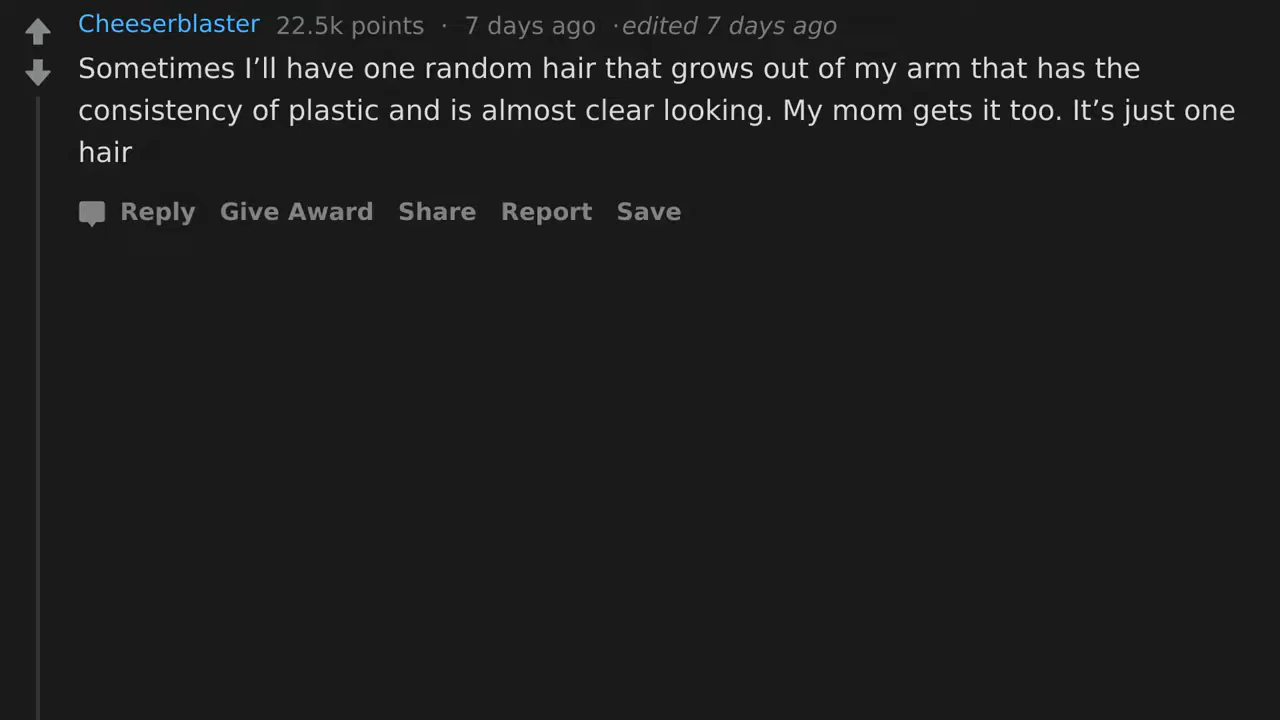 Cheeserblaster 22.5k points · 7 days ago ·edited 7 days ago
Sometimes I’ll have one random hair that grows out of my arm that has the
consistency of plastic and is almost clear looking. My mom gets it too. It’s just one
hair
Reply Give Award Share Report Save